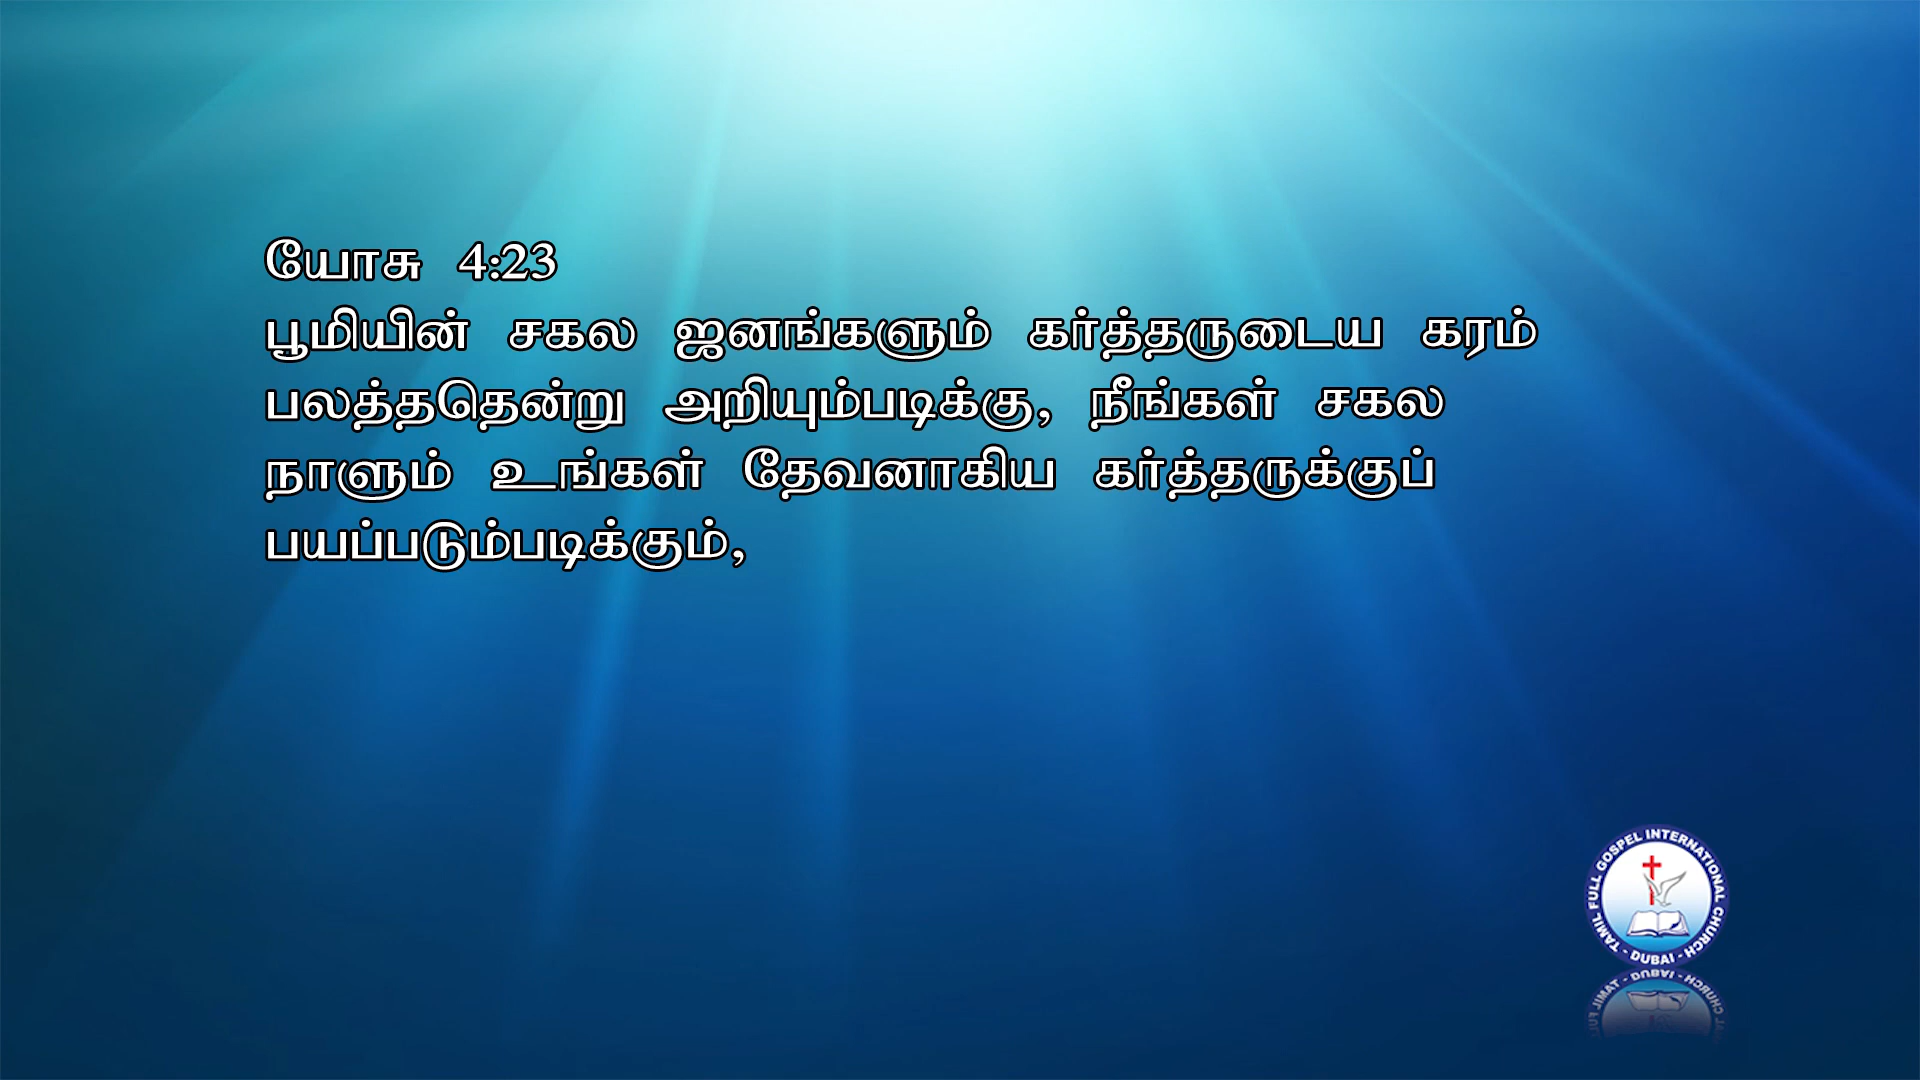 யோசு 4:23
பூமியின் சகல ஜனங்களும் கர்த்தருடைய கரம்
பலத்ததென்று அறியும்படிக்கு, நீங்கள் சகல
நாளும் உங்கள் தேவனாகிய கர்த்தருக்குப்
பயப்படும்படிக்கும்,
TAMIL FULL GOSPEL INTERNATIONAL CHURCH - DUBAI -